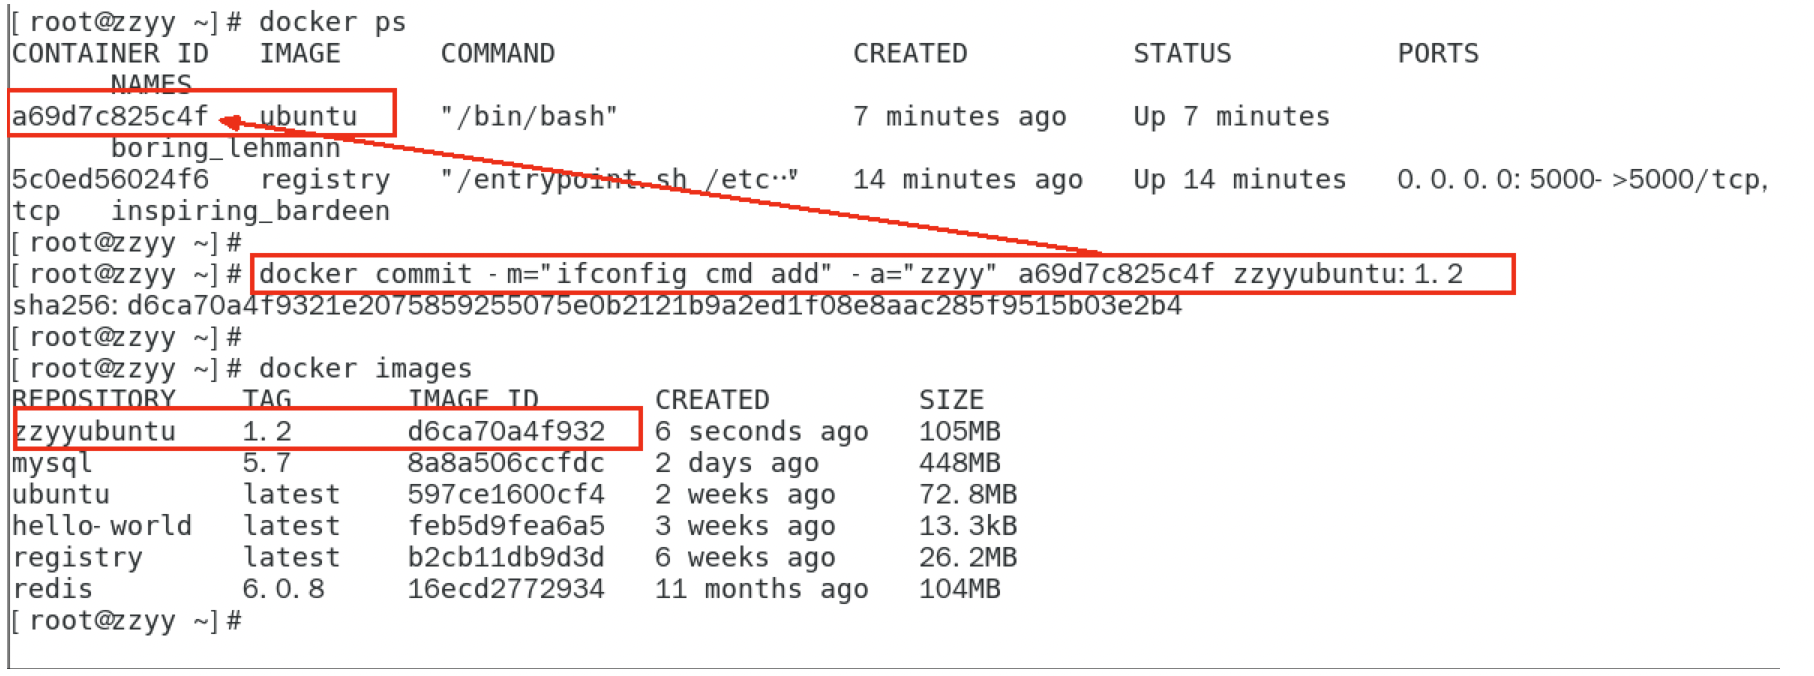 [root@zzyy ~]# docker ps
CONTAINER ID   IMAGE      COMMAND                  CREATED          STATUS          PORTS
      NAMES
a69d7c825c4f   ubuntu     "/bin/bash"              7 minutes ago    Up 7 minutes
      boring_lehmann
5c0ed56024f6   registry   "/entrypoint.sh /etc…"   14 minutes ago   Up 14 minutes   0.0.0.0:5000->5000/tcp,
tcp   inspiring_bardeen
[root@zzyy ~]#
[root@zzyy ~]# docker commit -m="ifconfig cmd add" -a="zzyy" a69d7c825c4f zzyyubuntu:1.2
sha256:d6ca70a4f9321e2075859255075e0b2121b9a2ed1f08e8aac285f9515b03e2b4
[root@zzyy ~]#
[root@zzyy ~]# docker images
REPOSITORY    TAG       IMAGE ID       CREATED         SIZE
zzyyubuntu    1.2       d6ca70a4f932   6 seconds ago   105MB
mysql         5.7       8a8a506ccfdc   2 days ago      448MB
ubuntu        latest    597ce1600cf4   2 weeks ago     72.8MB
hello-world   latest    feb5d9fea6a5   3 weeks ago     13.3kB
registry      latest    b2cb11db9d3d   6 weeks ago     26.2MB
redis         6.0.8     16ecd2772934   11 months ago   104MB
[root@zzyy ~]#